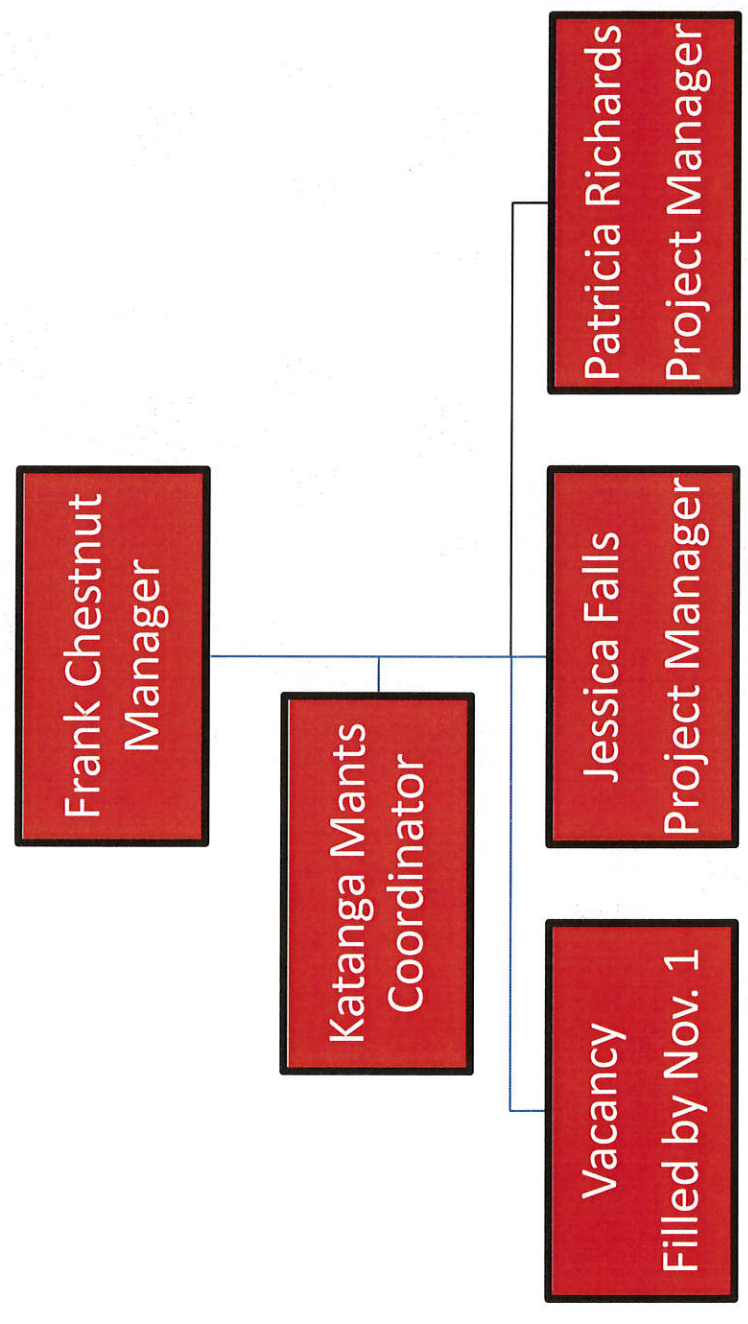 Frank Chestnut
Manager
Katanga Mants
Coordinator
Vacancy
Filled by Nov. 1
Jessica Falls
Project Manager
Patricia Richards
Project Manager